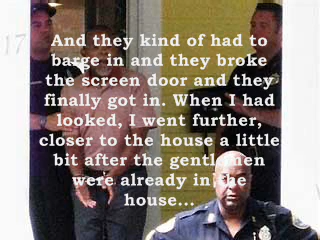 17
And they kind of had to
barge in and they broke
the screen door and they
finally got in. When I had
looked, I went further,
closer to the house a little
bit after the gentlemen
were already in the
house...